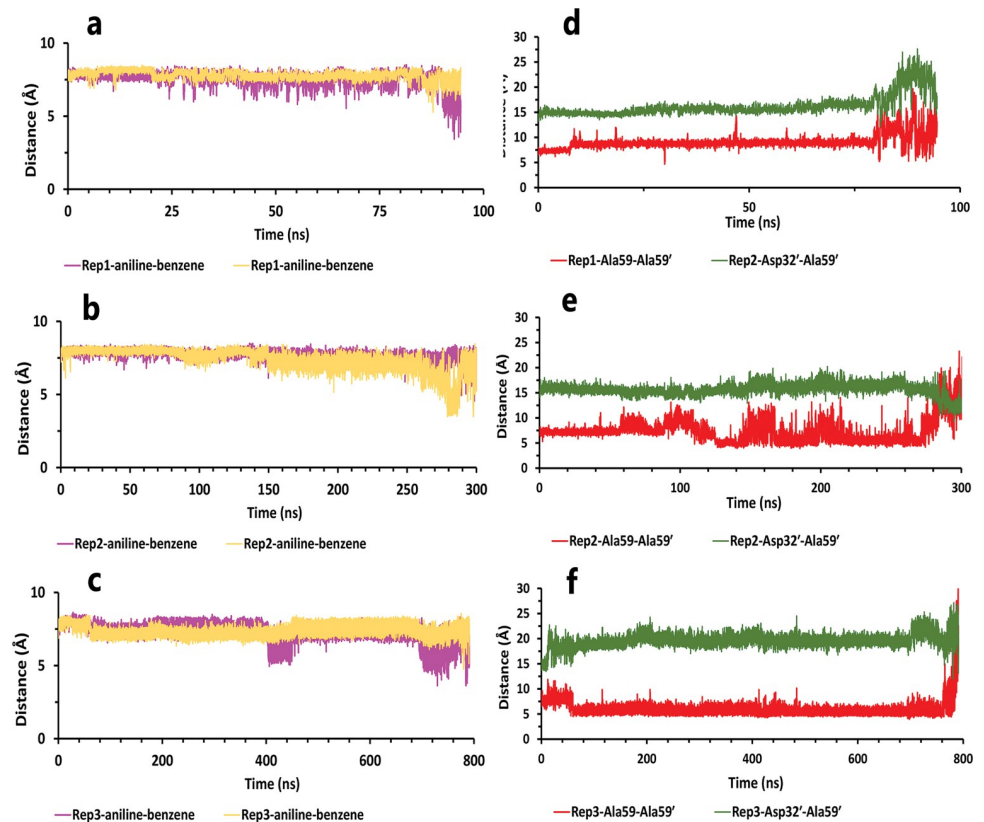 a
Distance (Å)
10
5
0
0 25 50 75 100
Time (ns)
Rep1-aniline-benzene Rep1-aniline-benzene
d
30
25
20
15
10
5
0
0 50 100
Time (ns)
Rep1-Ala59-Ala59′ Rep2-Asp32′-Ala59′
b
Distance (Å)
10
5
0
0 50 100 150 200 250 300
Time (ns)
Rep2-aniline-benzene Rep2-aniline-benzene
e
Distance (Å)
30
25
20
15
10
5
0
0 100 200 300
Time (ns)
Rep2-Ala59-Ala59′ Rep2-Asp32′-Ala59′
c
Distance (Å)
10
5
0
0 200 400 600 800
Time (ns)
Rep3-aniline-benzene Rep3-aniline-benzene
f
Distance (Å)
30
25
20
15
10
5
0
0 200 400 600 800
Time (ns)
Rep3-Ala59-Ala59′ Rep3-Asp32′-Ala59′